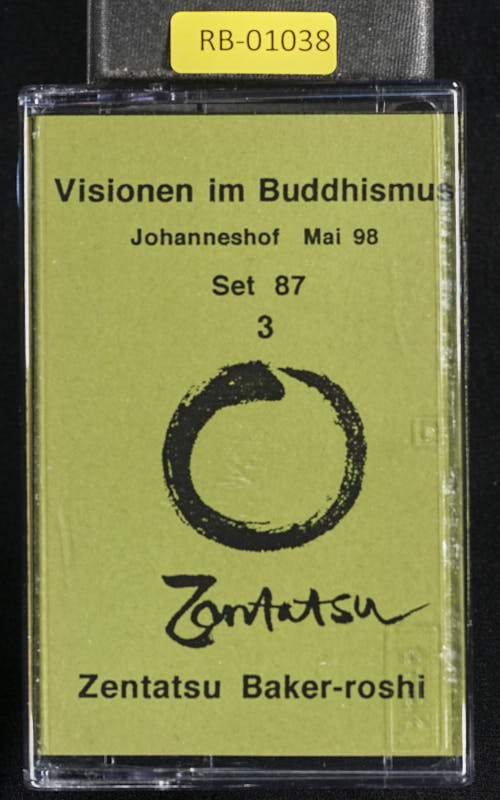 RB-01038
Visionen im Buddhismus
Johanneshof Mai 98
Set 87
3
Zentatsu
Zentatsu Baker-roshi